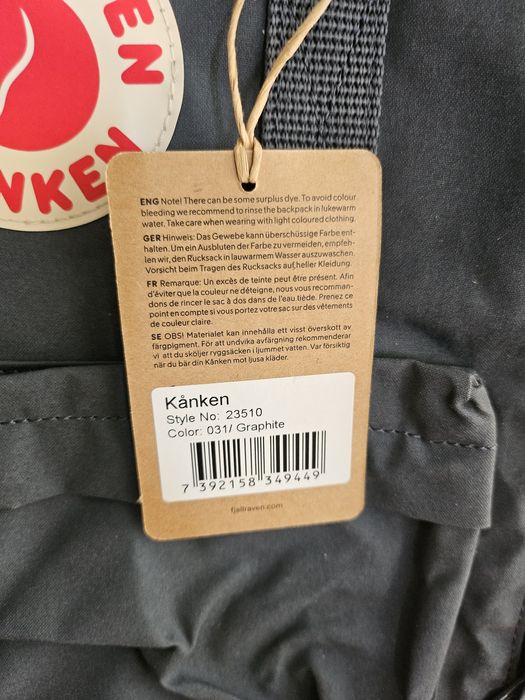 EN
NKEN
ENG Note! There can be some surplus dye. To avoid colour
bleeding we recommend to rinse the backpack in lukewarm
water. Take care when wearing with light coloured clothing.
GER Hinweis: Das Gewebe kann überschüssige Farbe ent-
halten. Um ein Ausbluten der Farbe zu vermeiden, empfeh-
len wir, den Rucksack in lauwarmem Wasser auszuwaschen.
Vorsicht beim Tragen des Rucksacks auf heller Kleidung.
FR Remarque: Un excès de teinte peut être présent. Afin
d'éviter que la couleur ne déteigne, nous vous recomman-
dons de rincer le sac à dos dans de l'eau tiède. Prenez ce
point en compte si vous portez votre sac sur des vêtements
de couleur claire.
SE OBS! Materialet kan innehålla ett visst överskott av
färgpigment. För att undvika avfärgning rekommenderar
vi att du sköljer ryggsäcken i ljummet vatten. Var försiktig
när du bär din Kånken mot ljusa kläder.
Kånken
Style No: 23510
Color: 031/ Graphite
7 392158 349449
fjallraven.com